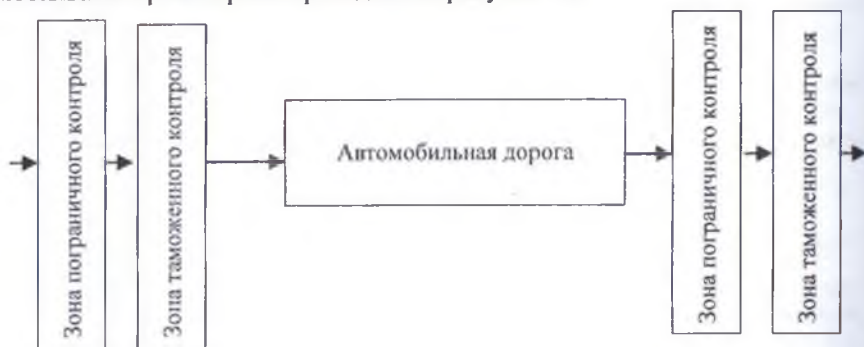 Зона пограничного контроля
Зона таможенного контроля
Автомобильная дорога
Зона пограничного контроля
Зона таможенного контроля